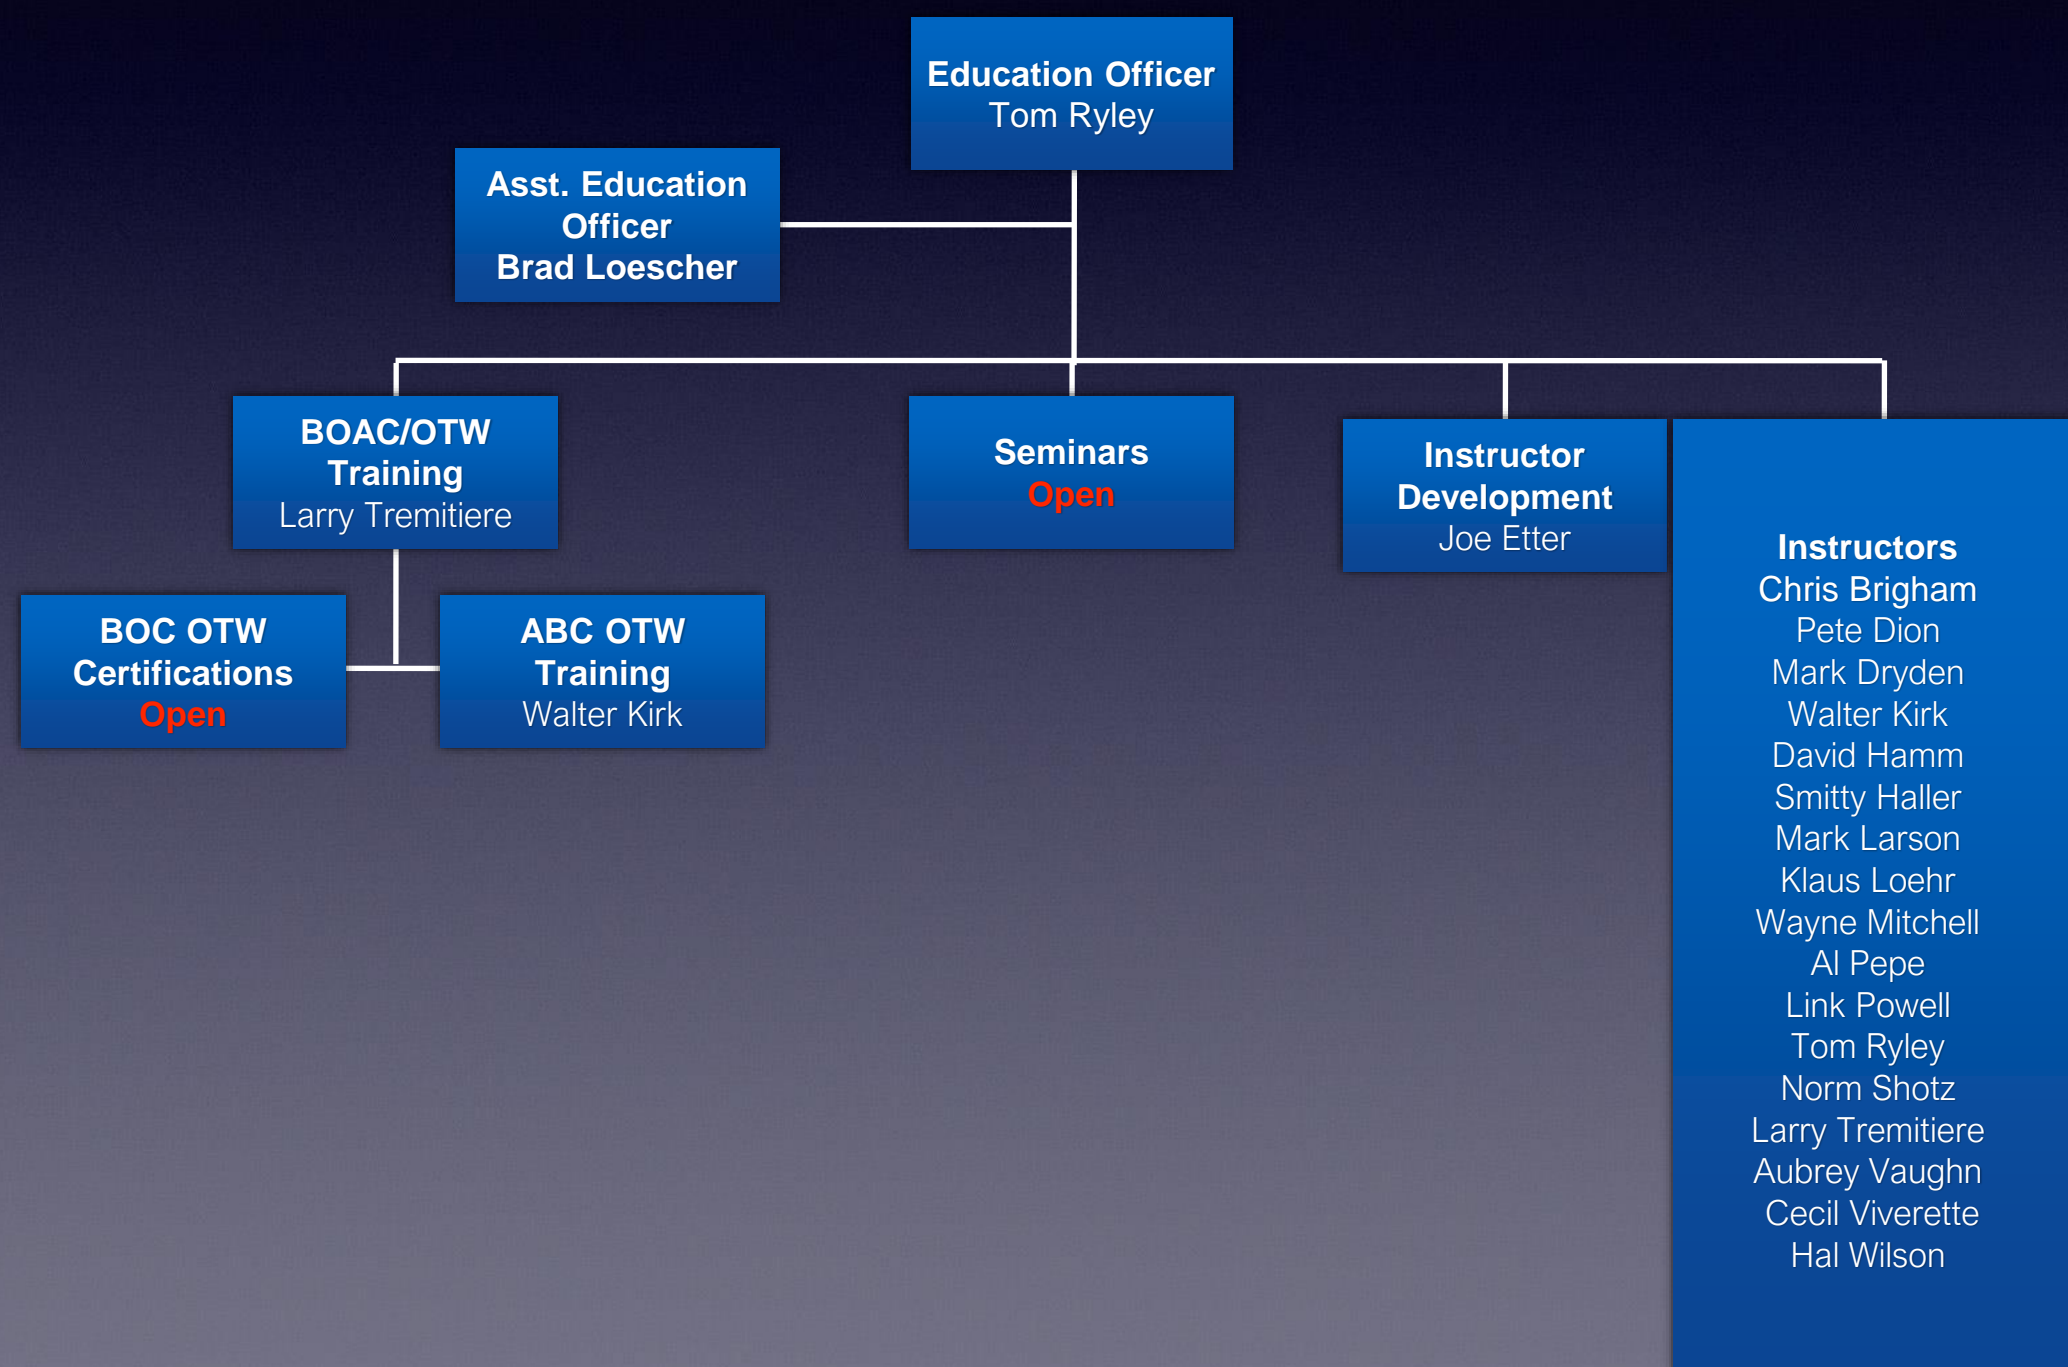 Education Officer
Tom Ryley
Asst. Education
Officer
Brad Loescher
BOAC/OTW
Training
Larry Tremitiere
Seminars
Open
Instructor
Development
Joe Etter
BOC OTW
Certifications
Open
ABC OTW
Training
Walter Kirk
Instructors
Chris Brigham
Pete Dion
Mark Dryden
Walter Kirk
David Hamm
Smitty Haller
Mark Larson
Klaus Loehr
Wayne Mitchell
Al Pepe
Link Powell
Tom Ryley
Norm Shotz
Larry Tremitiere
Aubrey Vaughn
Cecil Viverette
Hal Wilson